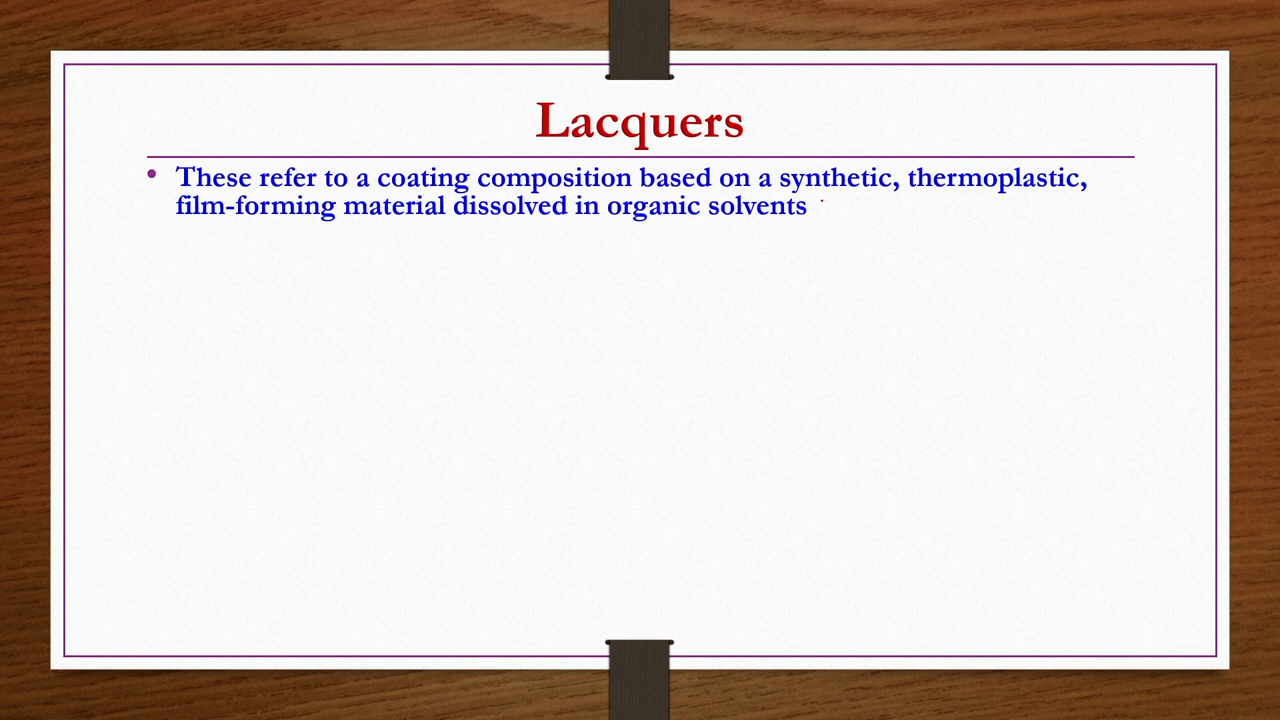 Lacquers
• These refer to a coating composition based on a synthetic, thermoplastic,
film-forming material dissolved in organic solvents